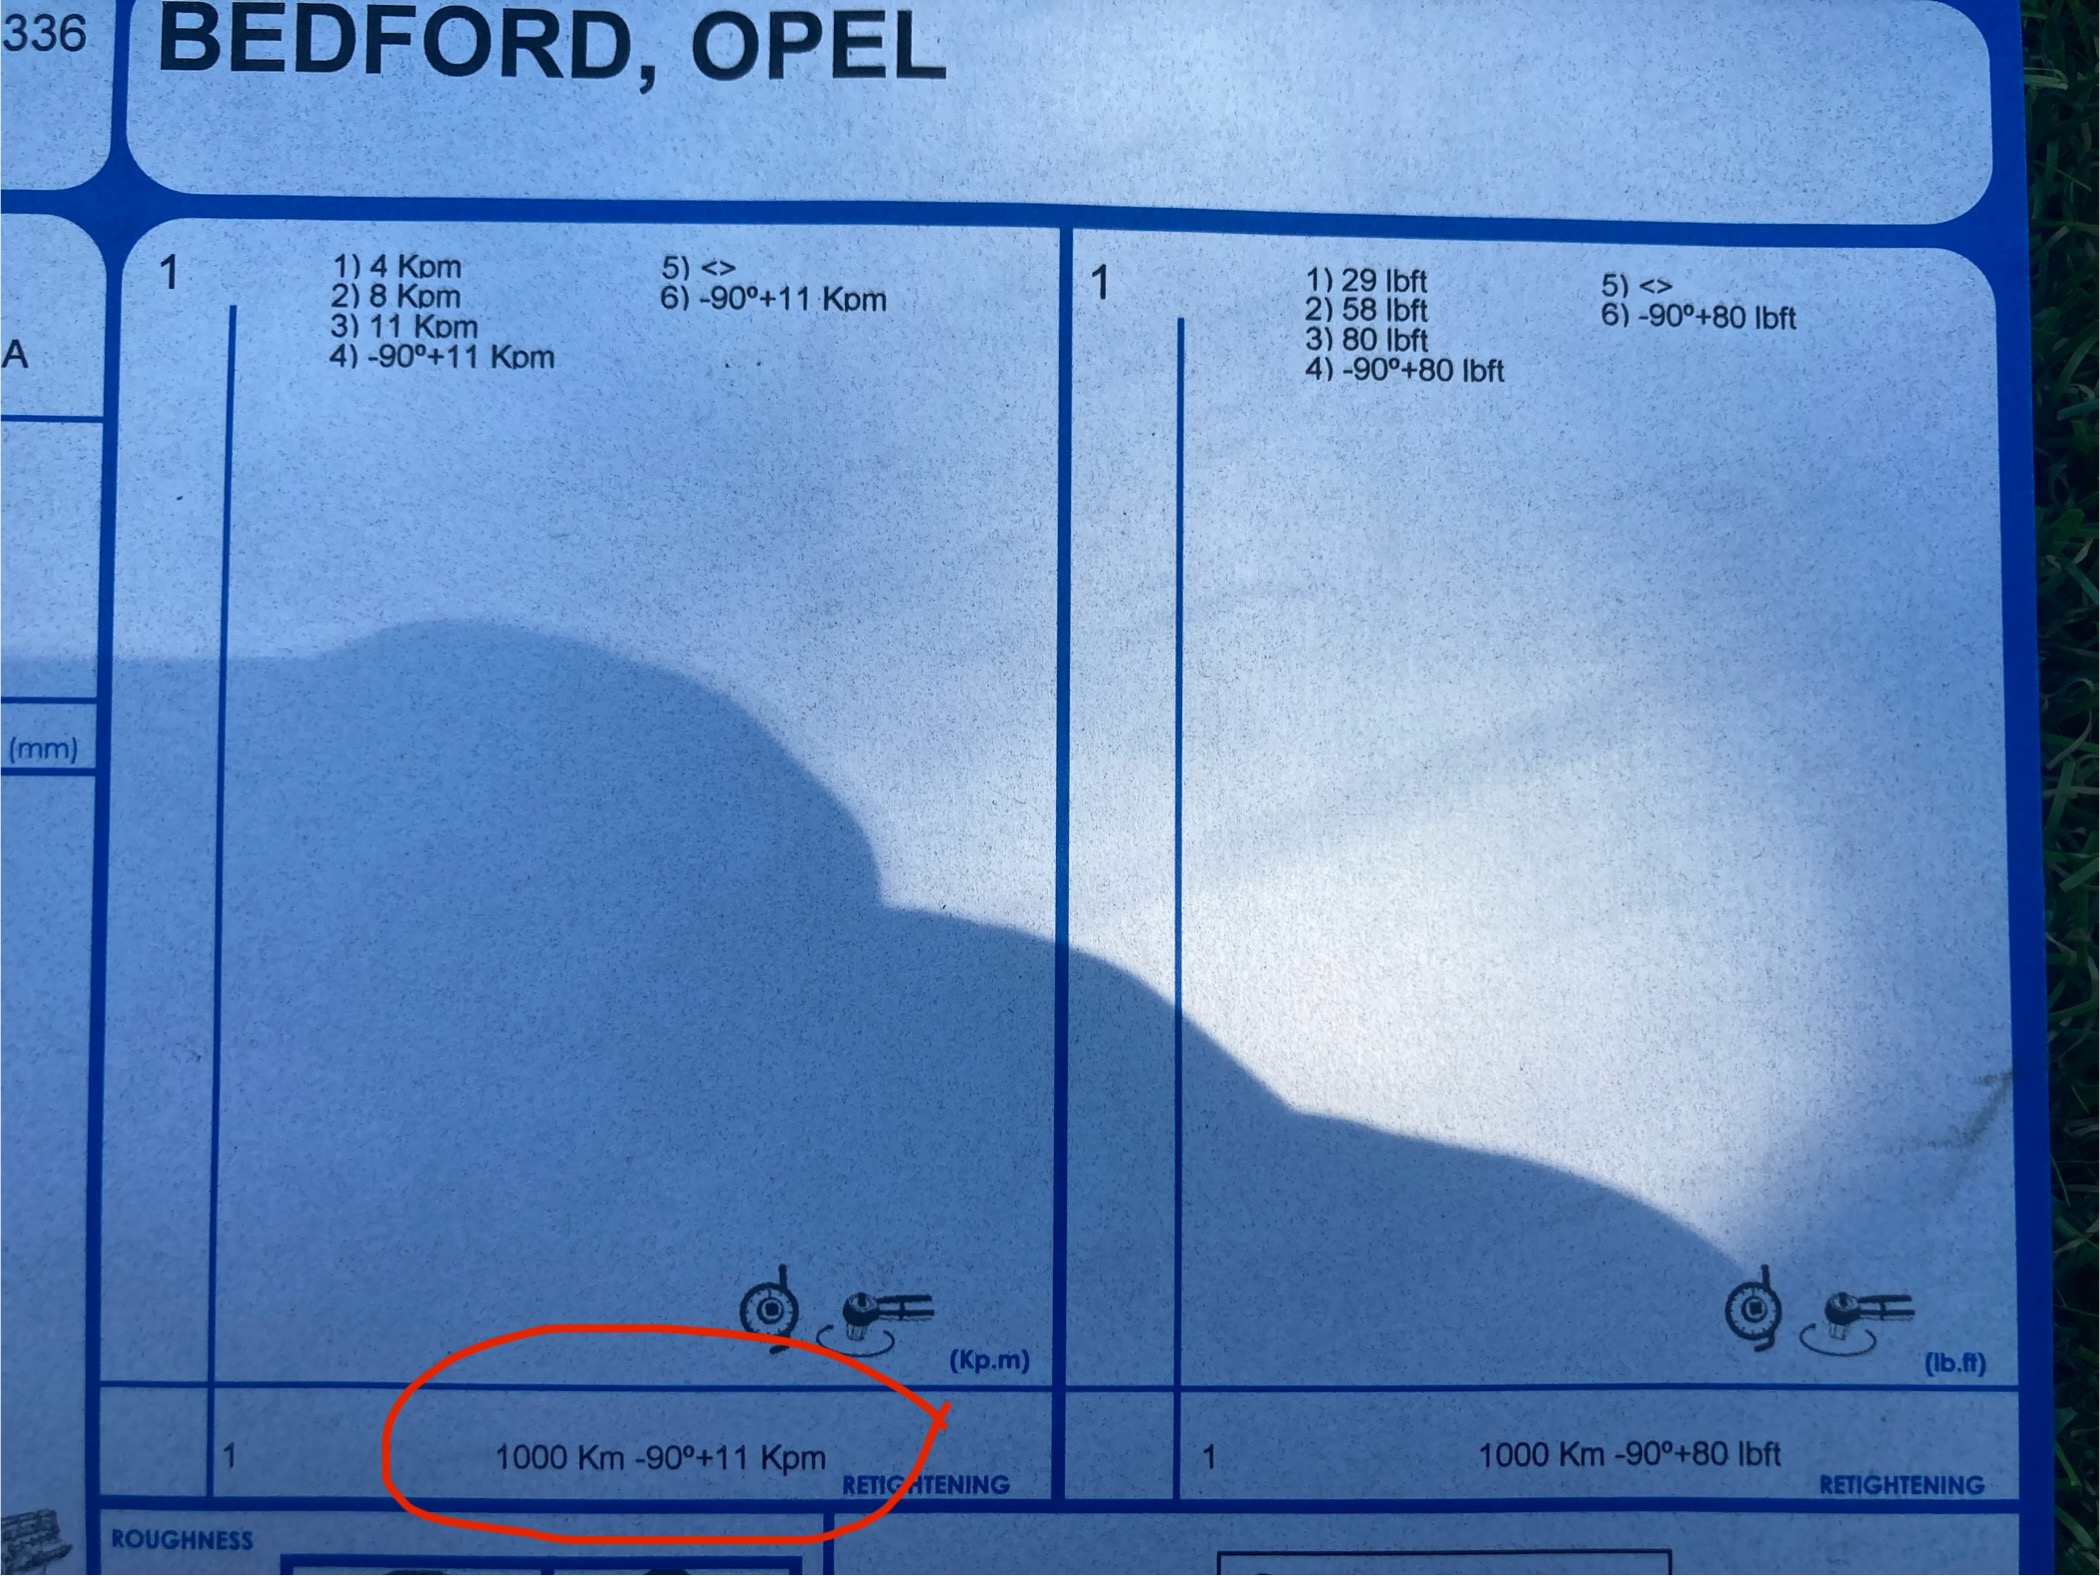 336
BEDFORD, OPEL
A
(mm)
1
1) 4 Kpm
2) 8 Kpm
3) 11 Kpm
4) -90º+11 Kpm
5) <>
6) -90º+11 Kpm
(Kp.m)
1
1) 29 lbft
2) 58 lbft
3) 80 lbft
4) -90º+80 lbft
5) <>
6) -90º+80 lbft
(lb.ft)
1
1000 Km -90º+11 Kpm
RETIGHTENING
1
1000 Km -90º+80 lbft
RETIGHTENING
ROUGHNESS